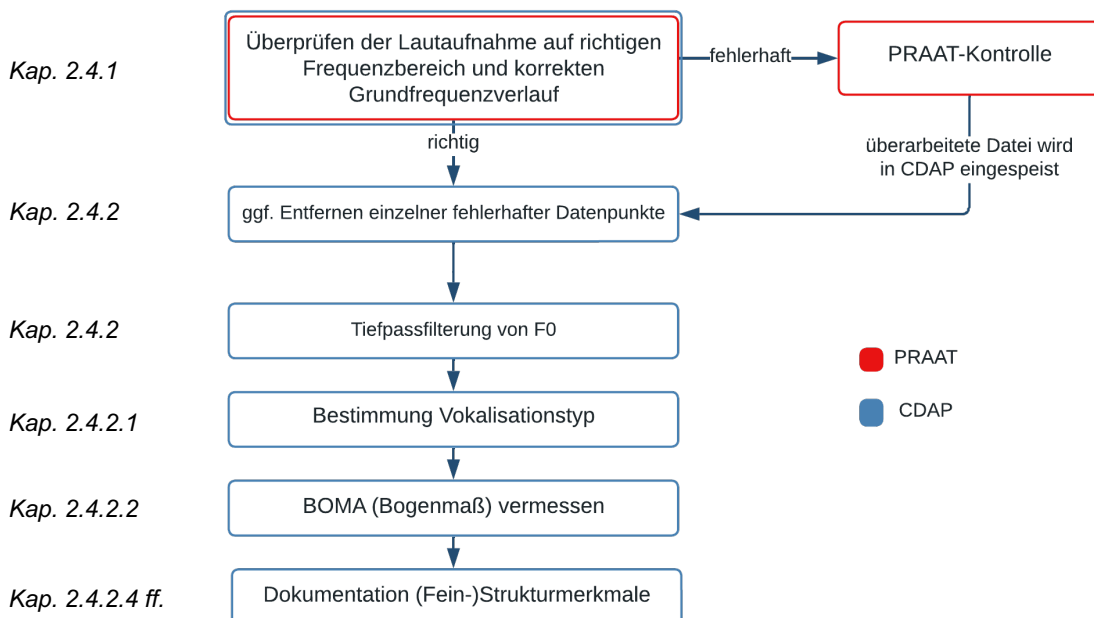 Kap. 2.4.1
Überprüfen der Lautaufnahme auf richtigen
Frequenzbereich und korrekten
Grundfrequenzverlauf
fehlerhaft
PRAAT-Kontrolle
richtig
überarbeitete Datei wird
in CDAP eingespeist
Kap. 2.4.2
ggf. Entfernen einzelner fehlerhafter Datenpunkte
Kap. 2.4.2
Tiefpassfilterung von F0
PRAAT
CDAP
Kap. 2.4.2.1
Bestimmung Vokalisationstyp
Kap. 2.4.2.2
BOMA (Bogenmaß) vermessen
Kap. 2.4.2.4 ff.
Dokumentation (Fein-)Strukturmerkmale